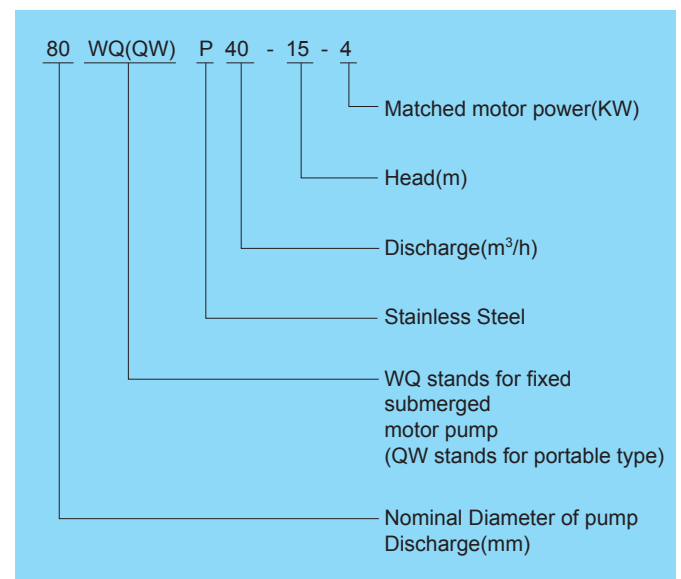 80 WQ(QW) P 40 - 15 - 4
Matched motor power(KW)
Head(m)
Discharge(m³/h)
Stainless Steel
WQ stands for fixed
submerged
motor pump
(QW stands for portable type)
Nominal Diameter of pump
Discharge(mm)